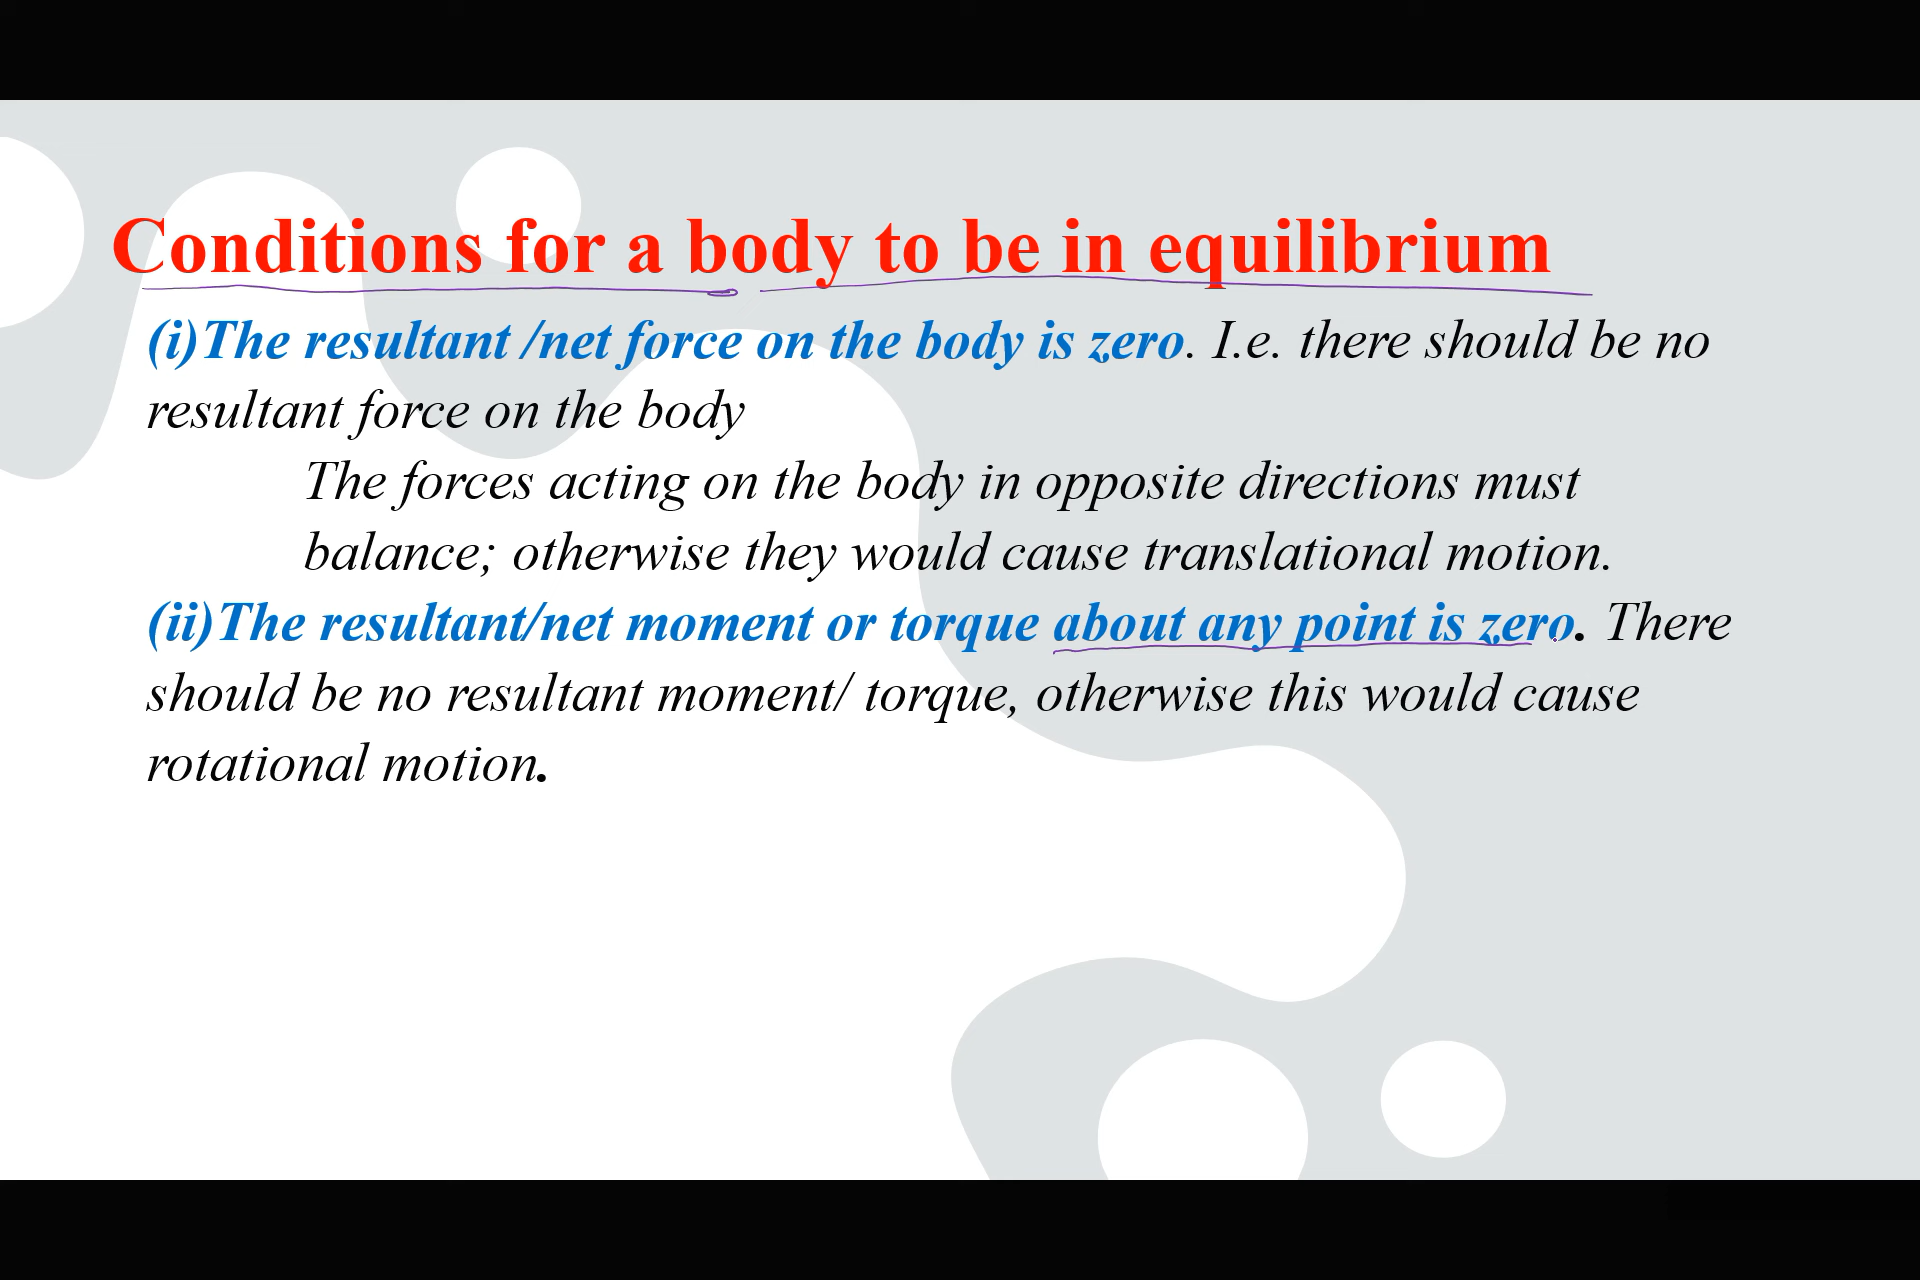 Conditions for a body to be in equilibrium
(i)The resultant /net force on the body is zero. I.e. there should be no
resultant force on the body
The forces acting on the body in opposite directions must
balance; otherwise they would cause translational motion.
(ii)The resultant/net moment or torque about any point is zero. There
should be no resultant moment/ torque, otherwise this would cause
rotational motion.